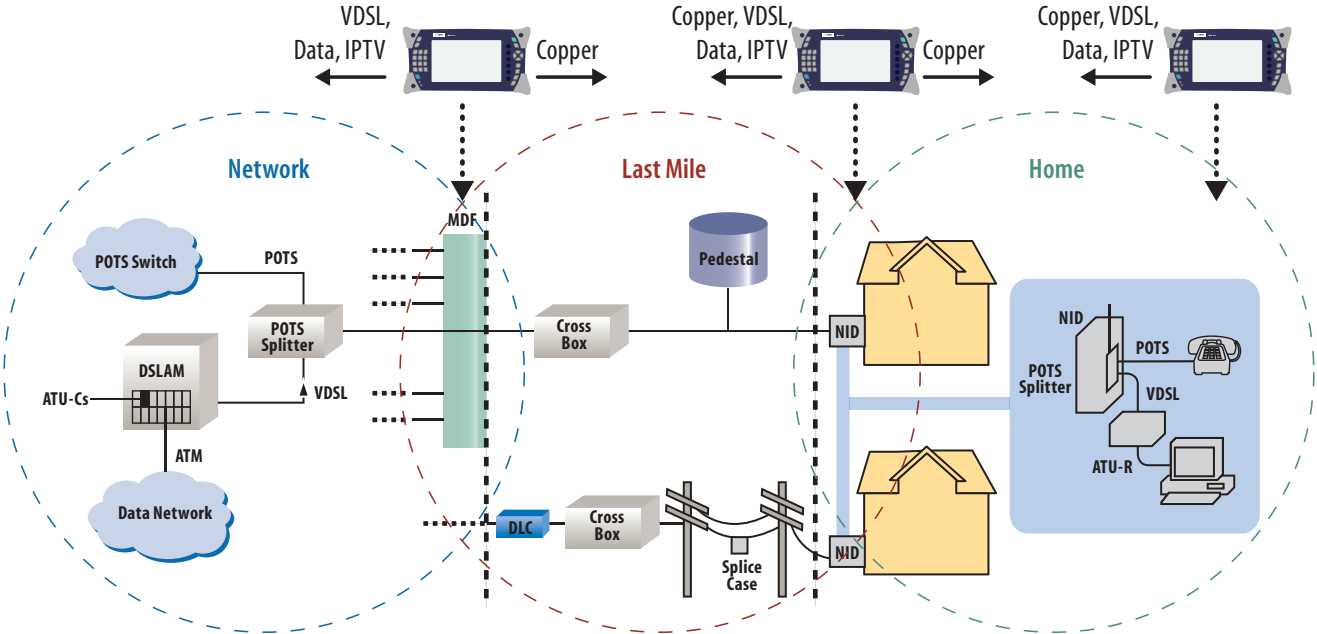 VDSL,
Data, IPTV
Copper
Copper, VDSL,
Data, IPTV
Copper
Copper, VDSL,
Data, IPTV
Network
Last Mile
Home
MDF
POTS Switch
POTS
Pedestal
POTS
Splitter
Cross
Box
NID
NID
POTS
POTS
Splitter
VDSL
ATU-R
DSLAM
VDSL
ATU-Cs
ATM
Data Network
DLC
Cross
Box
Splice
Case
NID